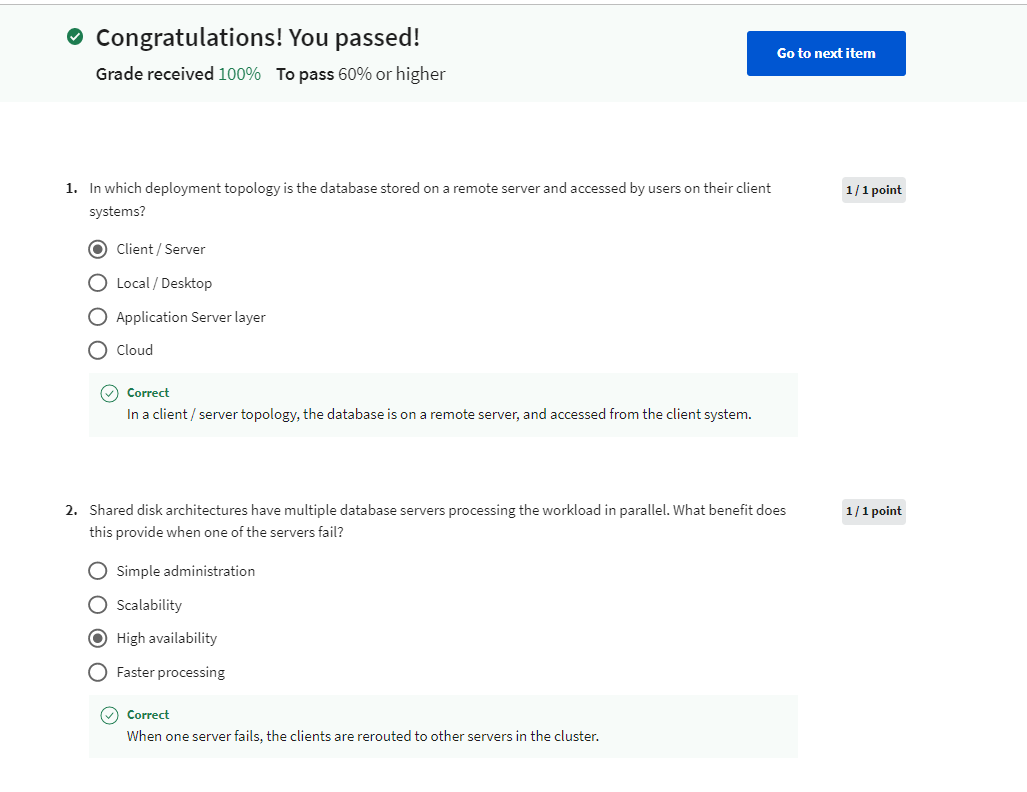 Congratulations! You passed!
Go to next item
Grade received 100% To pass 60% or higher
1. In which deployment topology is the database stored on a remote server and accessed by users on their client
systems?
1 / 1 point
Client / Server
Local / Desktop
Application Server layer
Cloud
Correct
In a client / server topology, the database is on a remote server, and accessed from the client system.
2. Shared disk architectures have multiple database servers processing the workload in parallel. What benefit does
this provide when one of the servers fail?
1 / 1 point
Simple administration
Scalability
High availability
Faster processing
Correct
When one server fails, the clients are rerouted to other servers in the cluster.